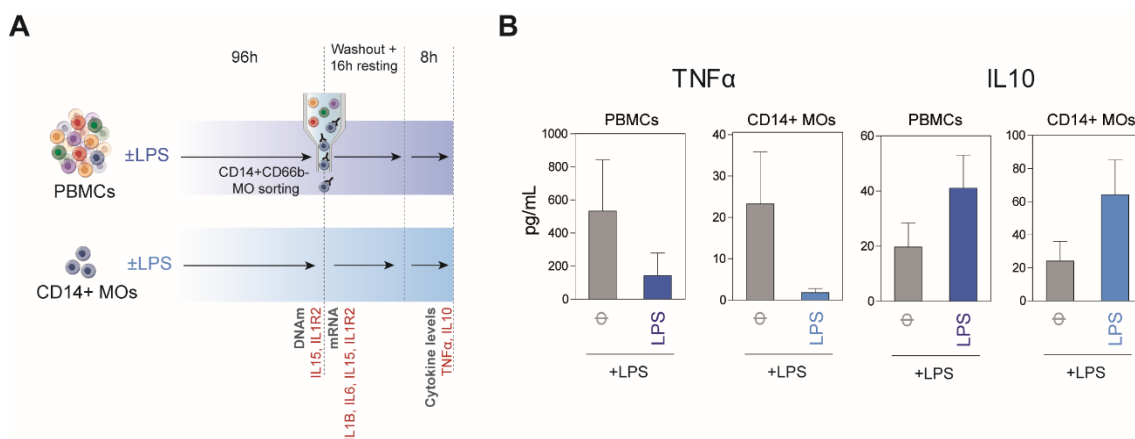 A
96h
Washout +
16h resting
8h
PBMCs
±LPS
CD14+CD66b-
MO sorting
CD14+ MOs
±LPS
DNAm
IL15, IL1R2
mRNA
IL1B, IL6, IL15, IL1R2
Cytokine levels
TNFα, IL10
B
TNFα
IL10
PBMCs
CD14+ MOs
PBMCs
CD14+ MOs
pg/mL
1000
800
600
400
200
0
50
40
30
20
10
0
60
40
20
0
100
80
60
40
20
0
Φ
LPS
Φ
LPS
Φ
LPS
Φ
LPS
+LPS
+LPS
+LPS
+LPS